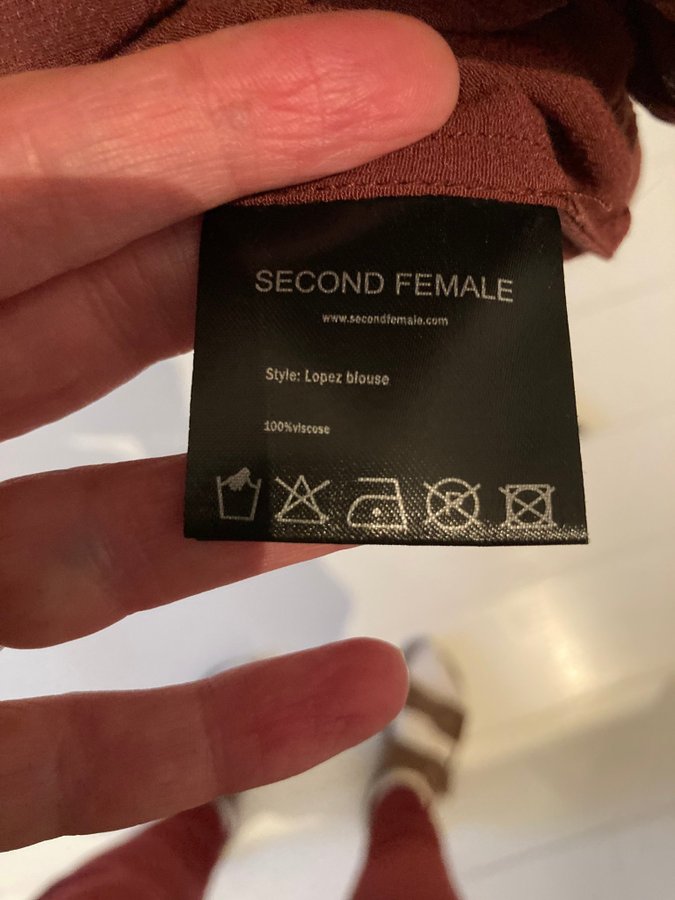 SECOND FEMALE
www.secondfemale.com
Style: Lopez blouse
100%viscose
P